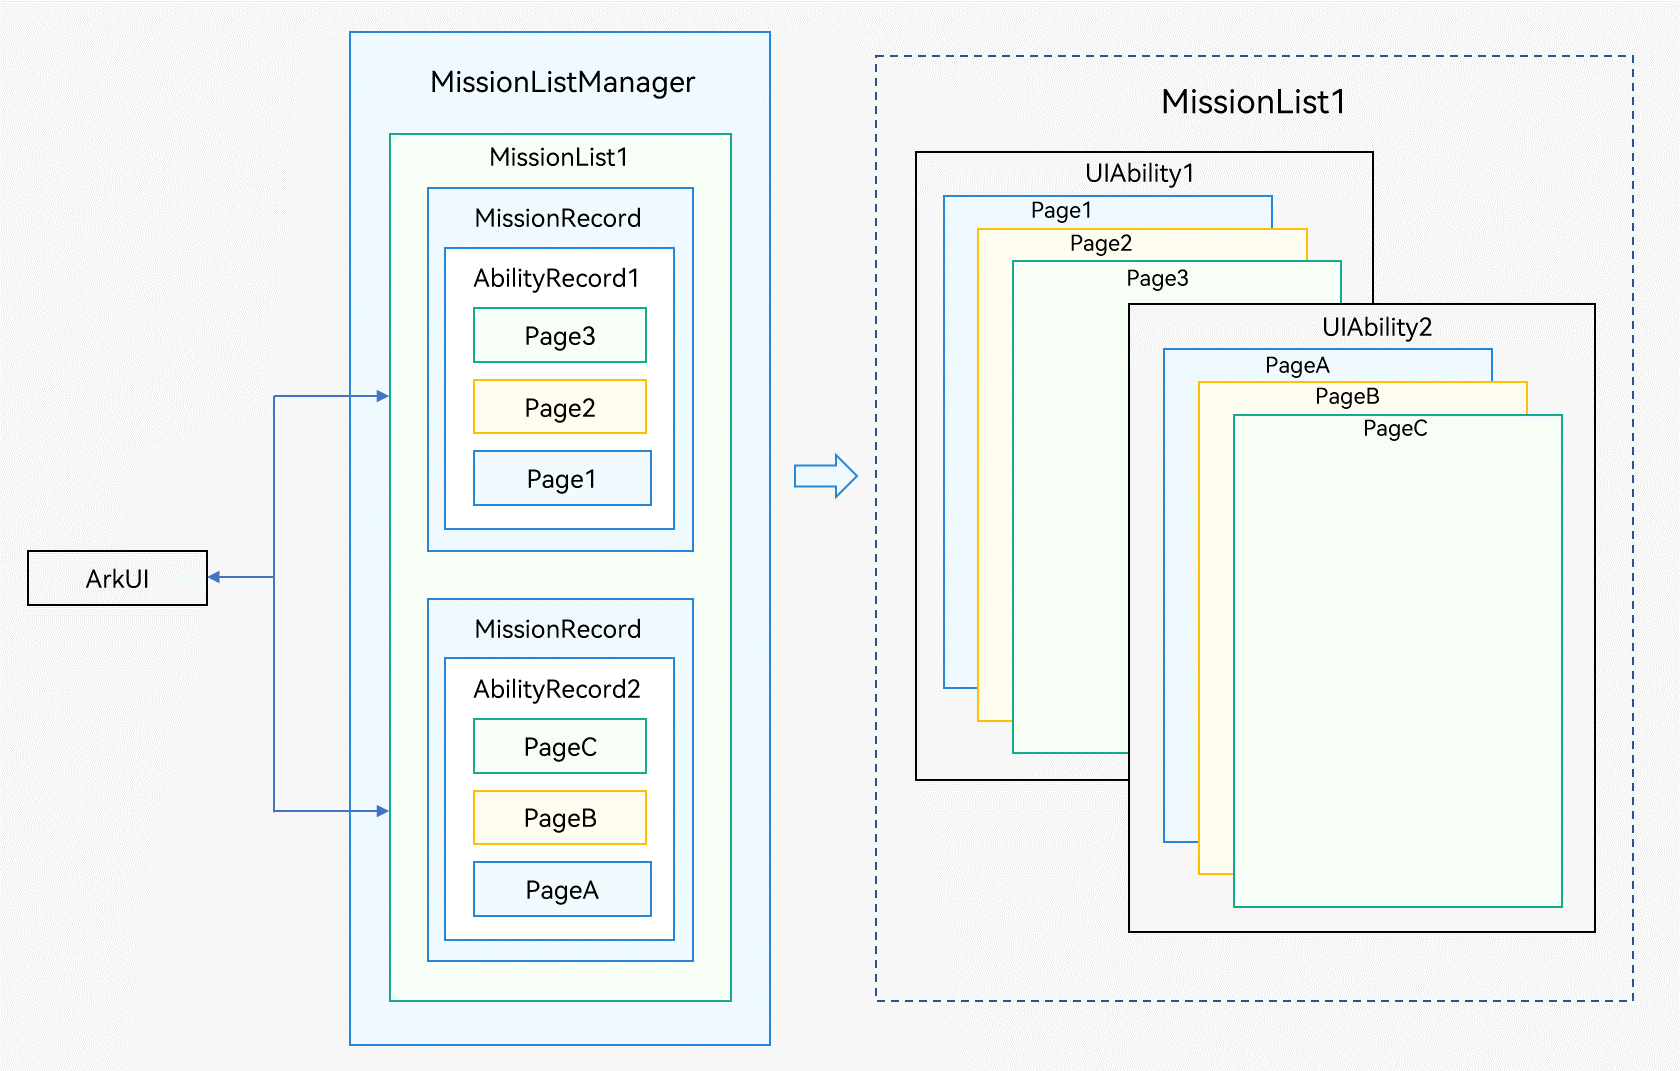 ArkUI
MissionListManager
MissionList1
MissionRecord
AbilityRecord1
Page3
Page2
Page1
MissionRecord
AbilityRecord2
PageC
PageB
PageA
MissionList1
UIAbility1
Page1
Page2
Page3
UIAbility2
PageA
PageB
PageC